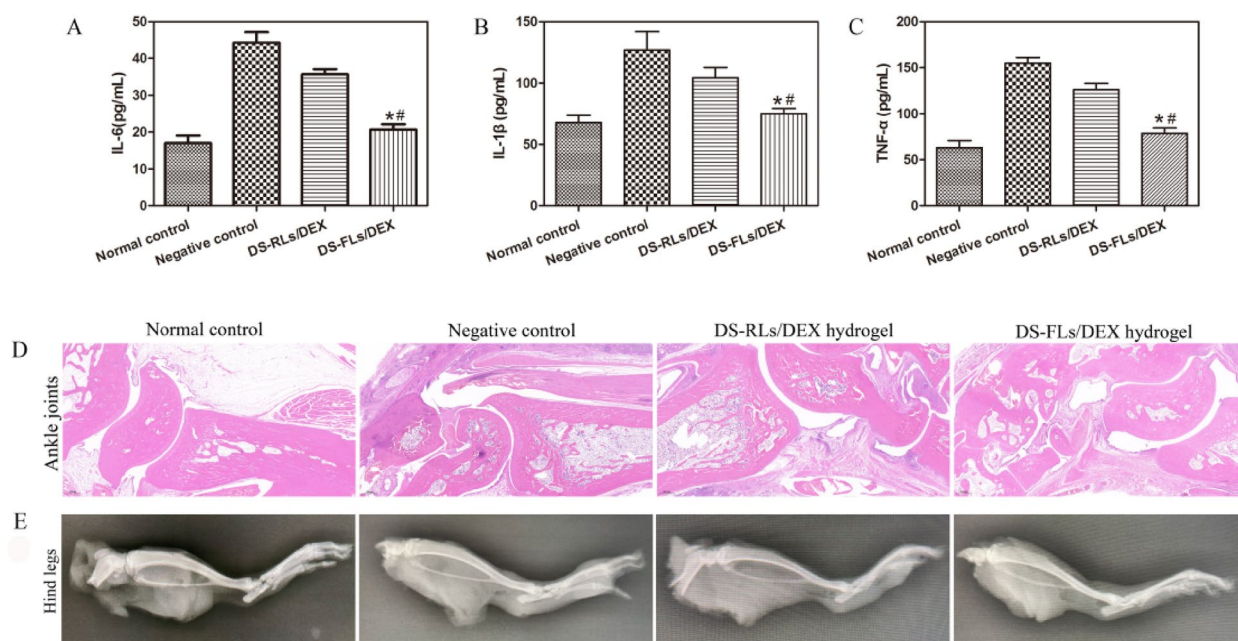 A
50
40
30
20
10
0
IL-6(pg/mL)
*#
Normal control
Negative control
DS-RLs/DEX
DS-FLs/DEX
B
150
100
50
0
IL-1β (pg/mL)
*#
Normal control
Negative control
DS-RLs/DEX
DS-FLs/DEX
C
200
150
100
50
0
TNF-α (pg/mL)
*#
Normal control
Negative control
DS-RLs/DEX
DS-FLs/DEX
D
Normal control
Negative control
DS-RLs/DEX hydrogel
DS-FLs/DEX hydrogel
Ankle joints
E
Hind legs